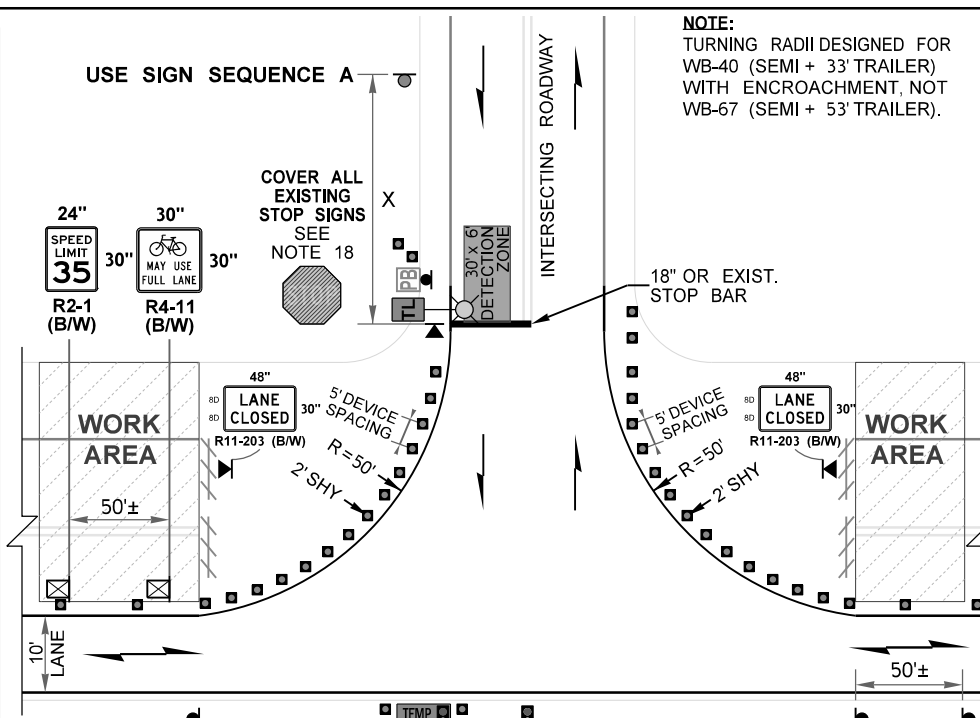 NOTE:
TURNING RADII DESIGNED FOR
WB-40 (SEMI + 33' TRAILER)
WITH ENCROACHMENT, NOT
WB-67 (SEMI + 53' TRAILER).
USE SIGN SEQUENCE A
INTERSECTING ROADWAY
COVER ALL
EXISTING
STOP SIGNS
SEE
NOTE 18
X
STOP
PB
TL
30' x 6'
DETECTION
ZONE
18" OR EXIST.
STOP BAR
24"
SPEED
LIMIT
35
30"
R2-1
(B/W)
30"
MAY USE
FULL LANE
30"
R4-11
(B/W)
WORK
AREA
50'±
48"
8D
8D
LANE
CLOSED
30"
R11-203 (B/W)
5' DEVICE
SPACING
R = 50'
2' SHY
5' DEVICE
SPACING
R = 50'
2' SHY
48"
8D
8D
LANE
CLOSED
30"
R11-203 (B/W)
WORK
AREA
10'
LANE
50'±
TEMP